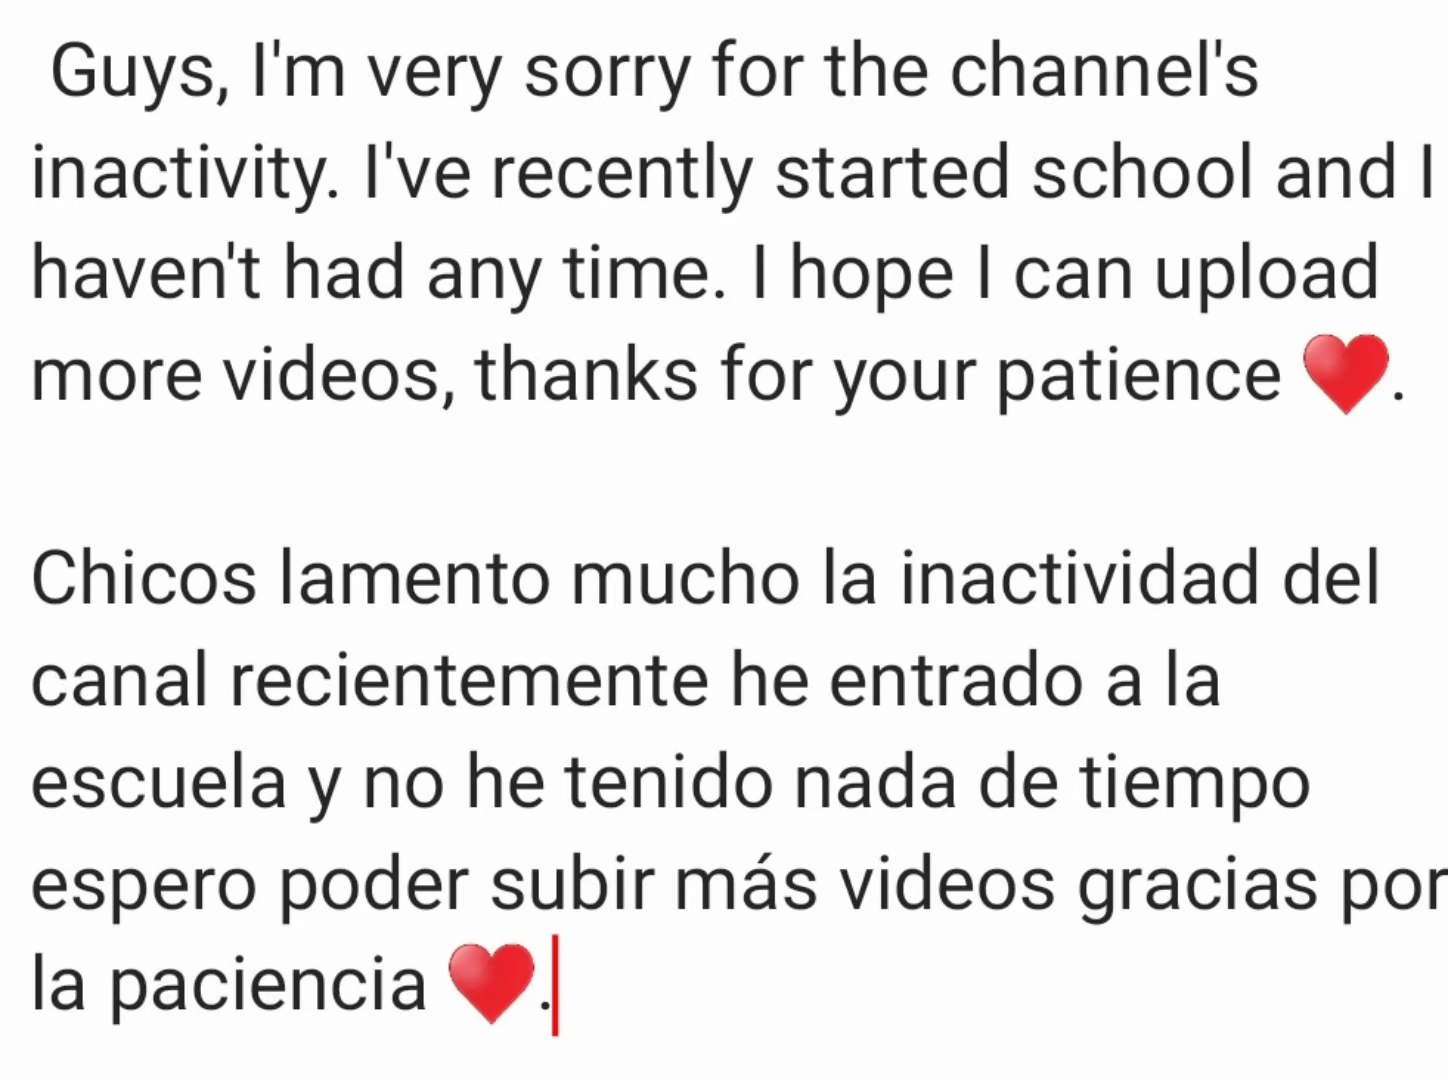 Guys, I'm very sorry for the channel's
inactivity. I've recently started school and I
haven't had any time. I hope I can upload
more videos, thanks for your patience ♥️.
Chicos lamento mucho la inactividad del
canal recientemente he entrado a la
escuela y no he tenido nada de tiempo
espero poder subir más videos gracias por
la paciencia ♥️.